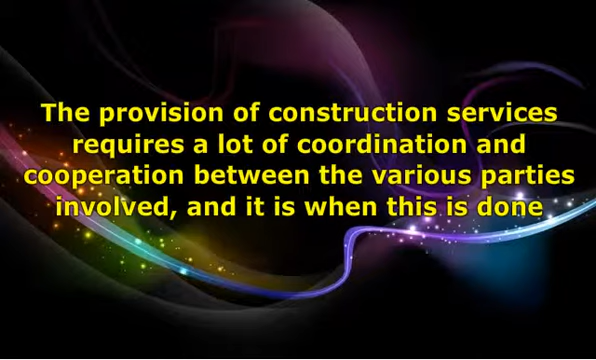 The provision of construction services
requires a lot of coordination and
cooperation between the various parties
involved, and it is when this is done